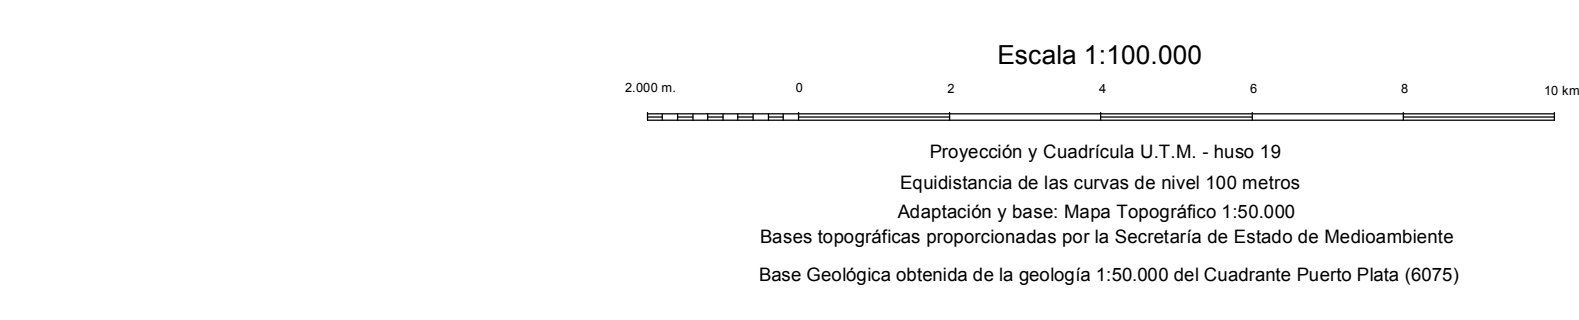 Escala 1:100.000
2.000 m. 0 2 4 6 8 10 km
Proyección y Cuadrícula U.T.M. - huso 19
Equidistancia de las curvas de nivel 100 metros
Adaptación y base: Mapa Topográfico 1:50.000
Bases topográficas proporcionadas por la Secretaría de Estado de Medioambiente
Base Geológica obtenida de la geología 1:50.000 del Cuadrante Puerto Plata (6075)